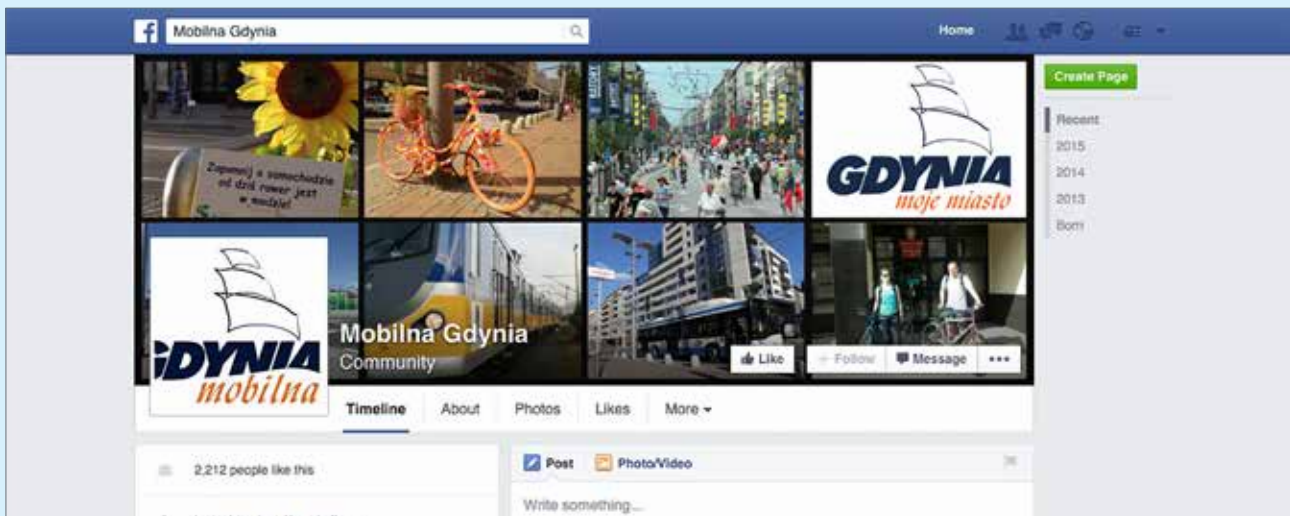 Mobilna Gdynia
Home
Create Page
Recent
2015
2014
2013
Born
Zapomnij o samochodzie
od dziś rower jest
w modzie!
BATORY
GDYNIA
moje miasto
GDYNIA
mobilna
Mobilna Gdynia
Community
Like
Follow
Message
Timeline
About
Photos
Likes
More
2,212 people like this
Post
Photo/Video
Write something...